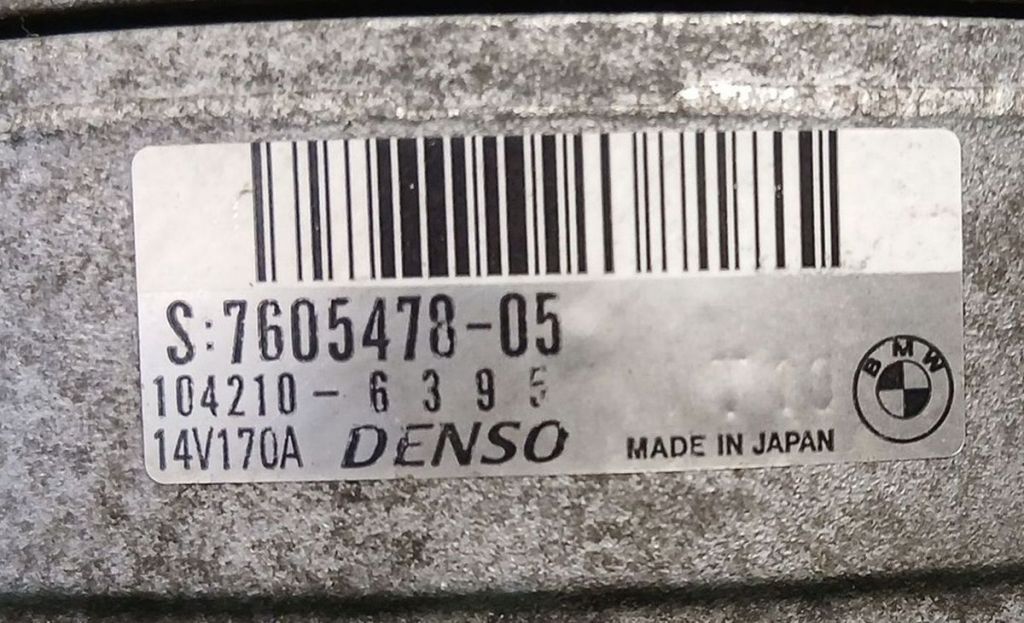 S:7605478-05
104210-6395
14V170A DENSO MADE IN JAPAN
BMW